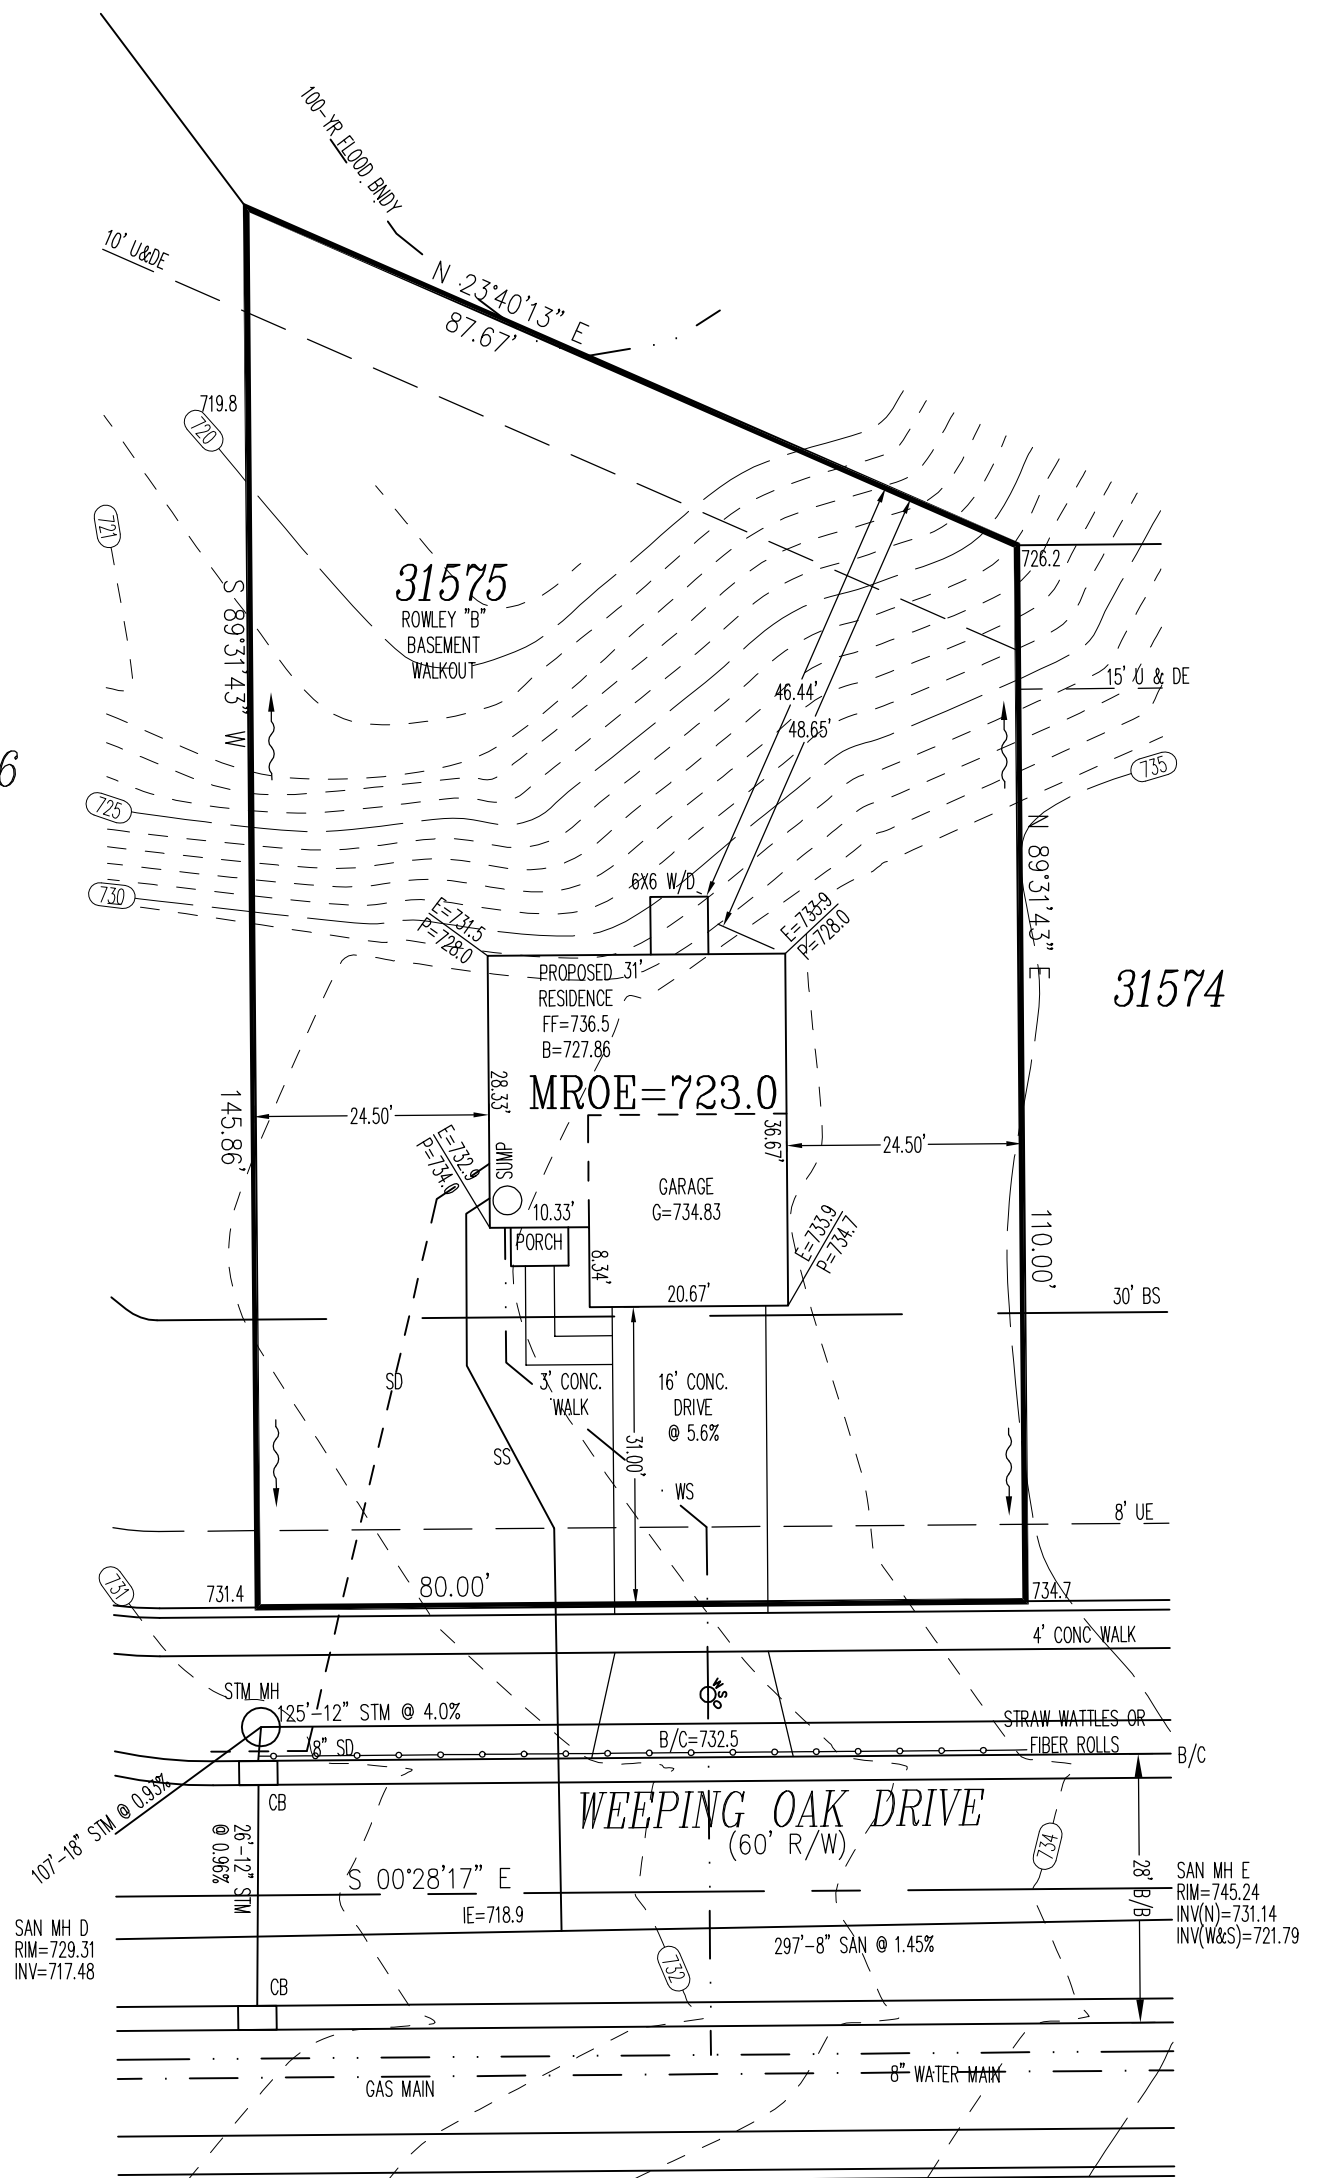 100-YR FLOOD BNDY
10' U&DE
N 23°40'13" E
87.67'
719.8
720
721
31575
ROWLEY "B"
BASEMENT
WALKOUT
726.2
S 89°31'43" W
46.44'
48.65'
15' U & DE
735
6
725
730
N 89°31'43" E
6X6 W/D
E=731.5
P=728.0
E=733.9
P=728.0
PROPOSED
31'
RESIDENCE
FF=736.5
B=727.86
31574
28.33'
MROE=723.0
145.86'
24.50'
36.67'
24.50'
E=732.9
P=734.0
SUMP
GARAGE
G=734.83
10.33'
PORCH
8.34'
20.67'
E=733.9
P=734.7
110.00'
30' BS
SD
3' CONC.
WALK
16' CONC.
DRIVE
@ 5.6%
31.00'
SS
WS
8' UE
731
731.4
80.00'
734.7
4' CONC WALK
STM MH
125'-12" STM @ 4.0%
WSO
STRAW WATTLES OR
FIBER ROLLS
8" SD
B/C=732.5
B/C
107'-18" STM @ 0.93%
CB
WEEPING OAK DRIVE
(60' R/W)
26'-12" STM
@ 0.96%
734
S 00°28'17" E
28' B/B
SAN MH E
RIM=745.24
INV(N)=731.14
INV(W&S)=721.79
IE=718.9
SAN MH D
RIM=729.31
INV=717.48
297'-8" SAN @ 1.45%
732
CB
GAS MAIN
8" WATER MAIN